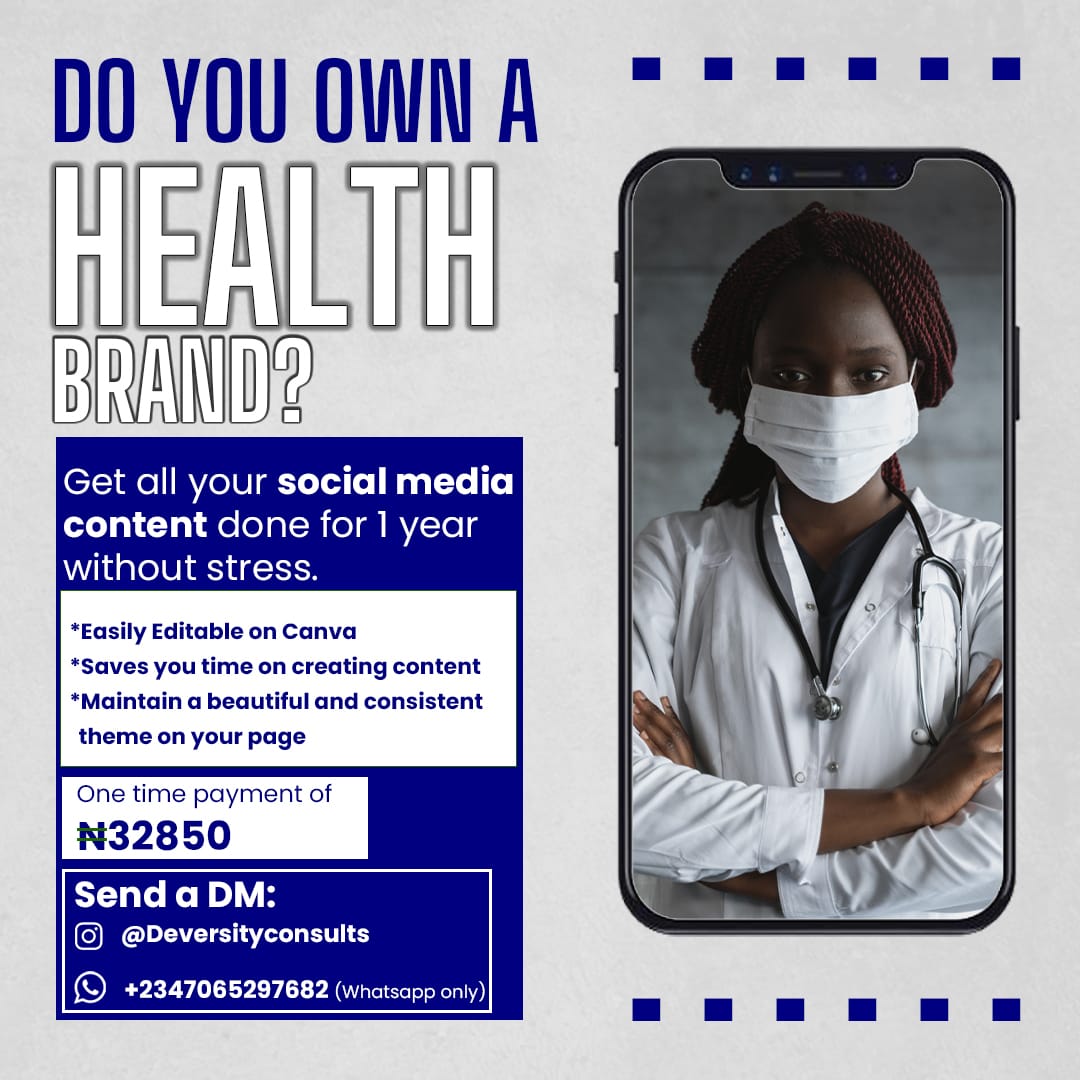 DO YOU OWN A
HEALTH
BRAND?
Get all your social media
content done for 1 year
without stress.
*Easily Editable on Canva
*Saves you time on creating content
*Maintain a beautiful and consistent
theme on your page
One time payment of
₦32850
Send a DM:
@Deversityconsults
+2347065297682 (Whatsapp only)